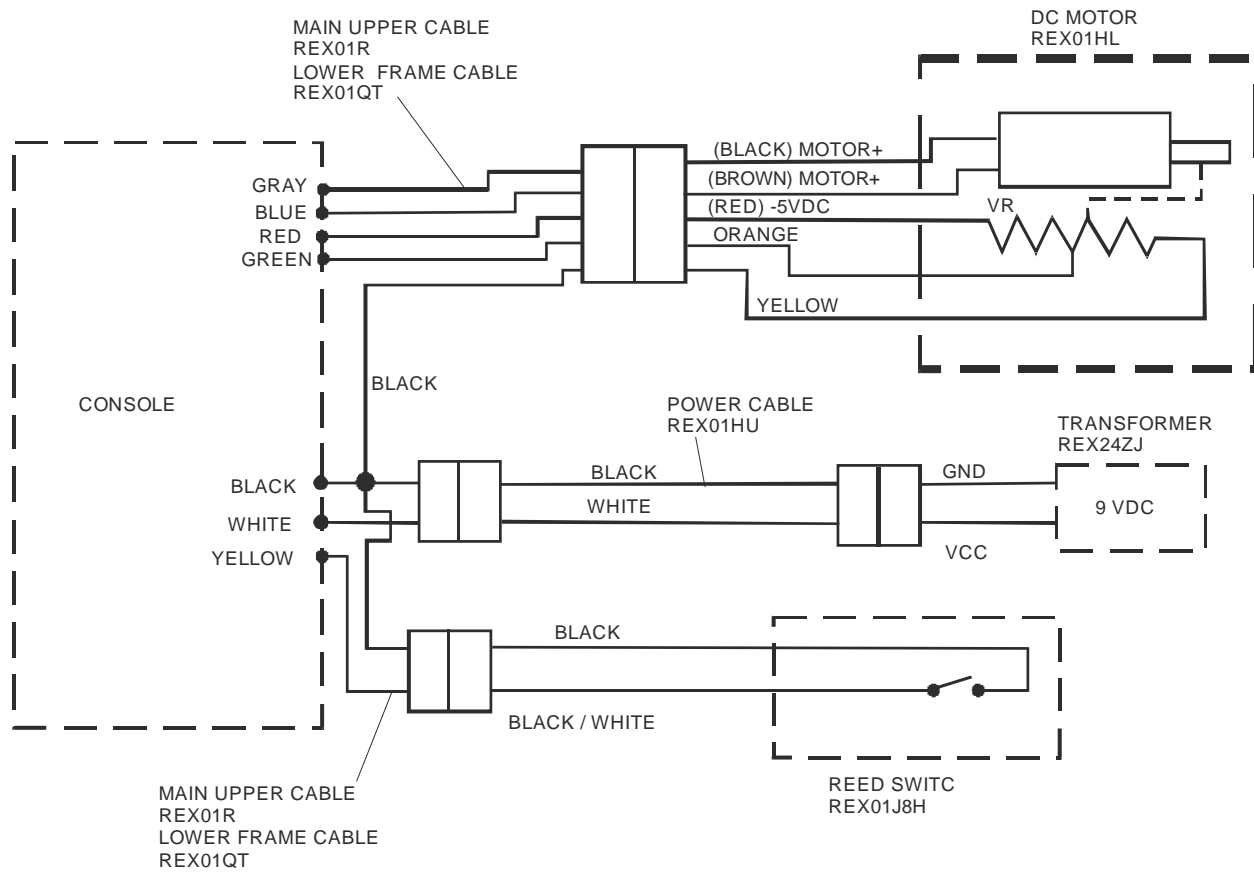 MAIN UPPER CABLE
REX01R
LOWER  FRAME CABLE
REX01QT
DC MOTOR
REX01HL
GRAY
BLUE
RED
GREEN
(BLACK) MOTOR+
(BROWN) MOTOR+
(RED) -5VDC
ORANGE
YELLOW
VR
BLACK
CONSOLE
POWER CABLE
REX01HU
TRANSFORMER
REX24ZJ
BLACK
WHITE
YELLOW
BLACK
WHITE
GND
VCC
9 VDC
BLACK
BLACK / WHITE
REED SWITC
REX01J8H
MAIN UPPER CABLE
REX01R
LOWER FRAME CABLE
REX01QT